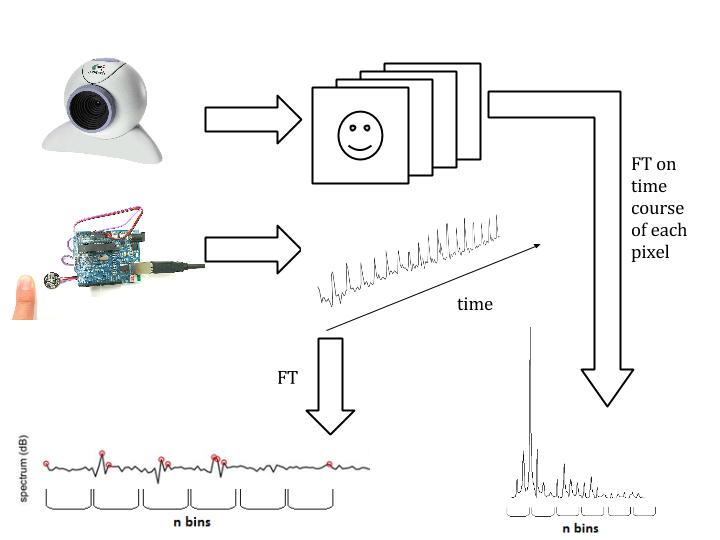 FT on
time
course
of each
pixel
time
FT
spectrum (dB)
n bins
n bins